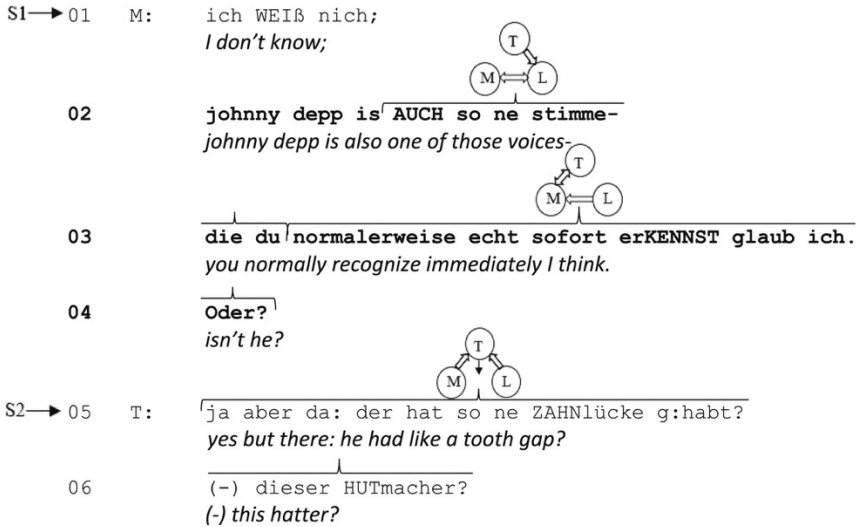 S1 01 M: ich WEIß nich;
I don't know;
T
M L
02 johnny depp is AUCH so ne stimme-
johnny depp is also one of those voices-
T
M L
03 die du normalerweise echt sofort erKENNST glaub ich.
you normally recognize immediately I think.
04 Oder?
isn't he?
T
M L
S2 05 T: ja aber da: der hat so ne ZAHNlücke g:habt?
yes but there: he had like a tooth gap?
06 (-) dieser HUTmacher?
(-) this hatter?